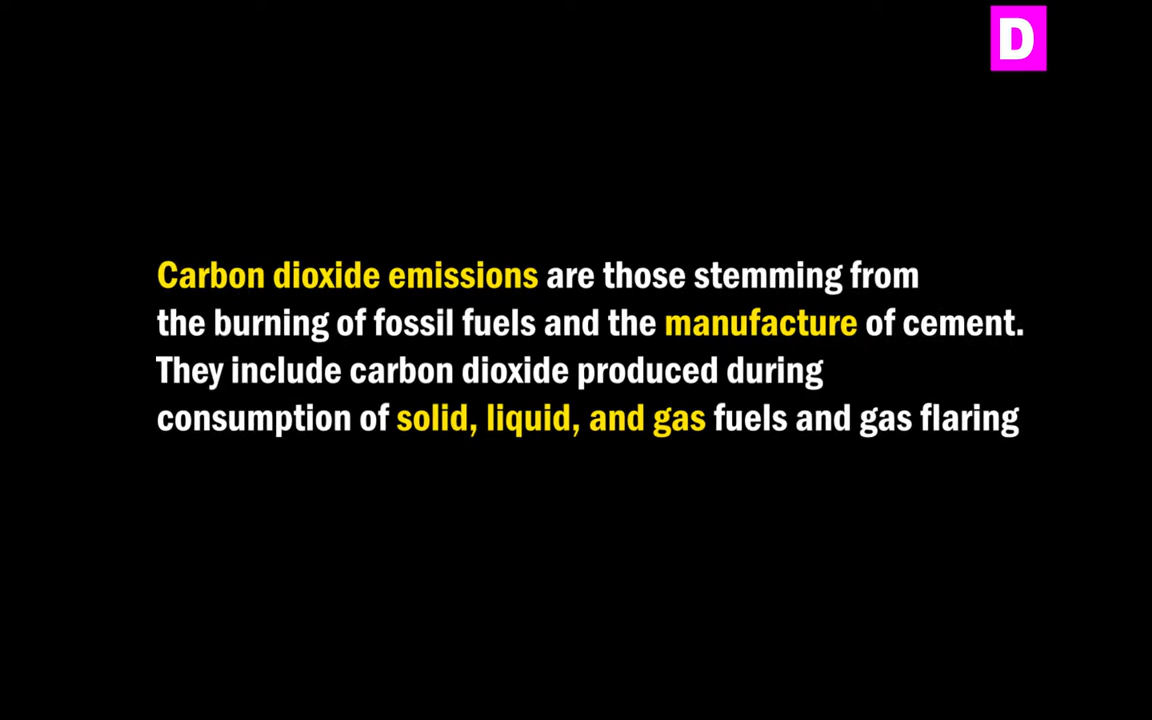 D
Carbon dioxide emissions are those stemming from
the burning of fossil fuels and the manufacture of cement.
They include carbon dioxide produced during
consumption of solid, liquid, and gas fuels and gas flaring